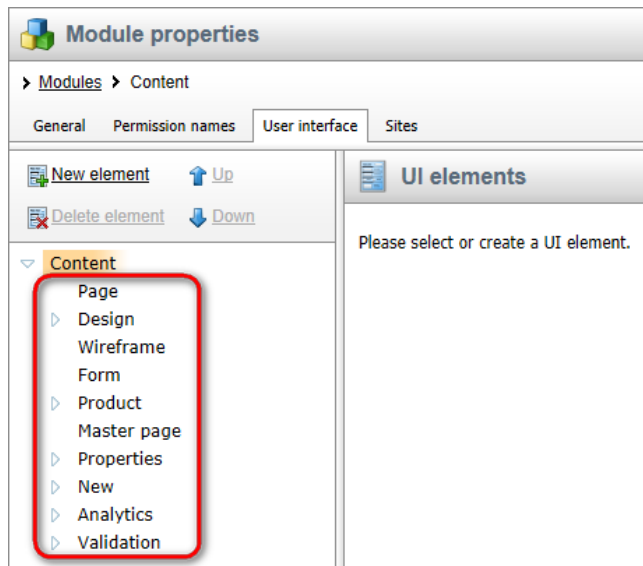 Module properties
Modules Content
General Permission names User interface Sites
New element Up
Delete element Down
UI elements
Please select or create a UI element.
Content
Page
Design
Wireframe
Form
Product
Master page
Properties
New
Analytics
Validation